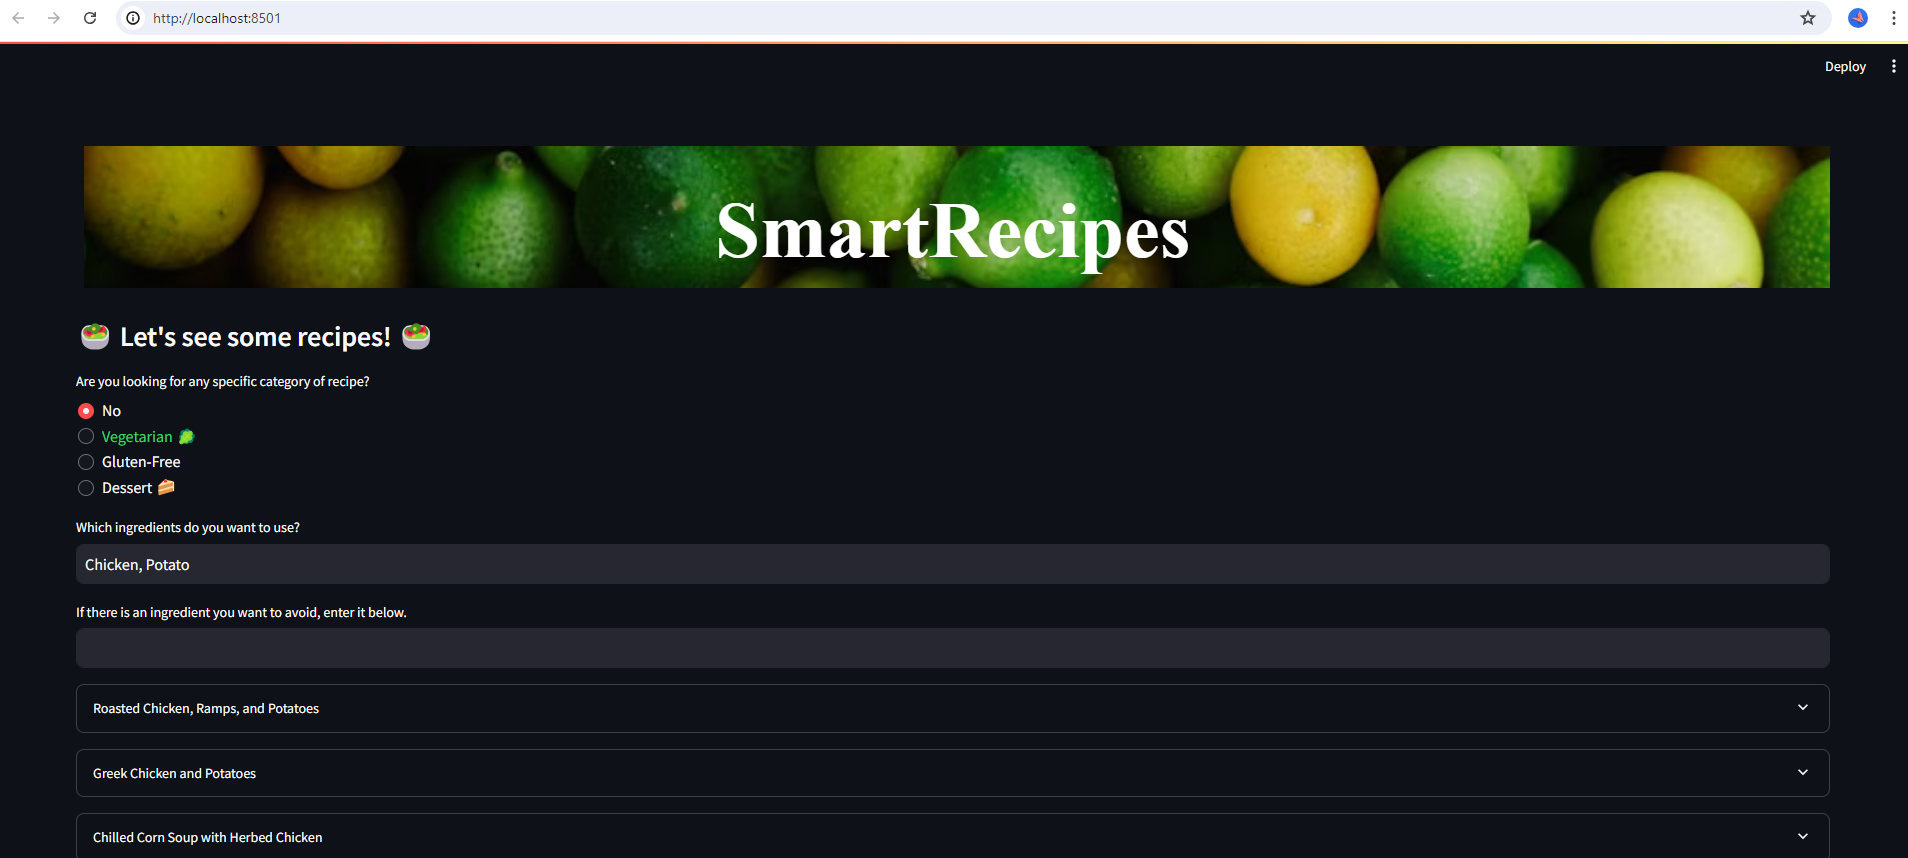 http://localhost:8501
Deploy
SmartRecipes
🥗 Let's see some recipes! 🥗
Are you looking for any specific category of recipe?
No
Vegetarian 🥦
Gluten-Free
Dessert 🍰
Which ingredients do you want to use?
Chicken, Potato
If there is an ingredient you want to avoid, enter it below.
Roasted Chicken, Ramps, and Potatoes
Greek Chicken and Potatoes
Chilled Corn Soup with Herbed Chicken